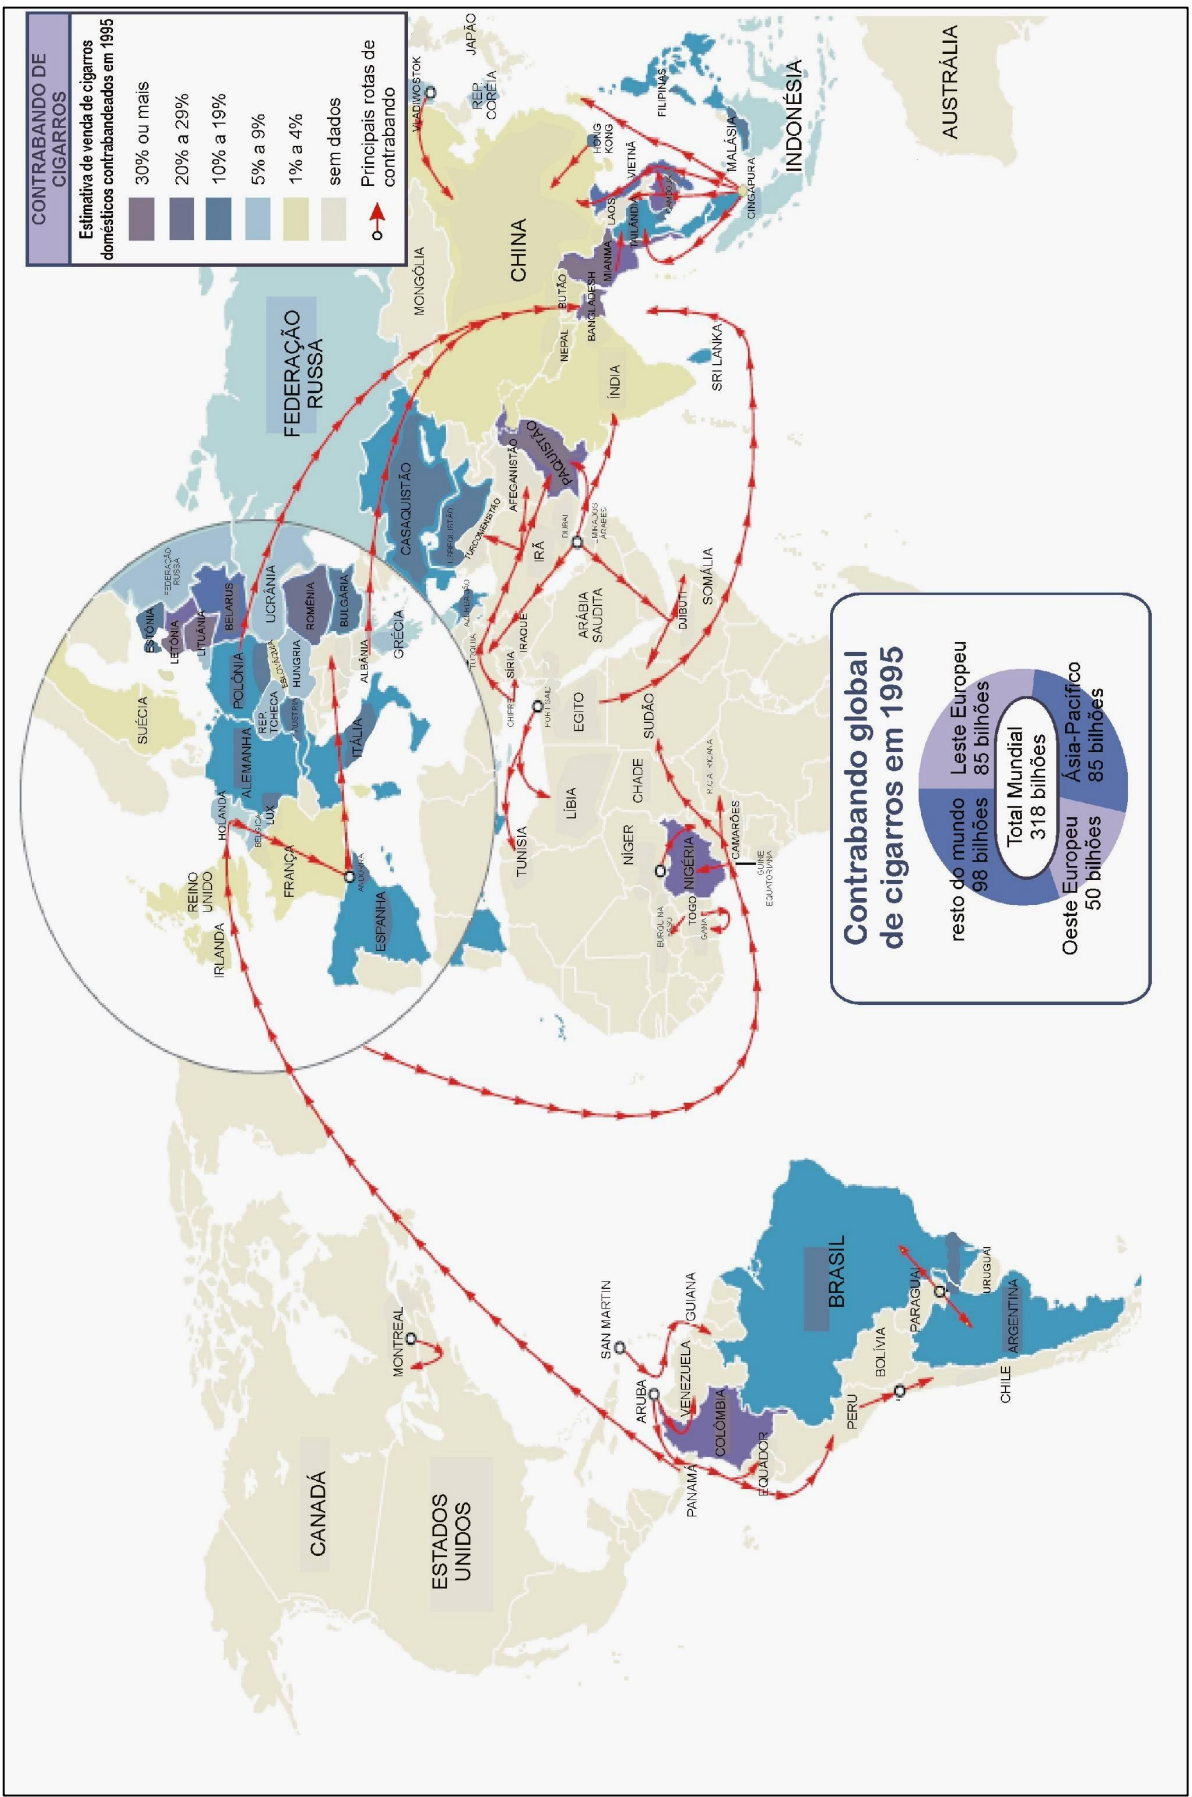 CONTRABANDO DE
CIGARROS
Estimativa de venda de cigarros
domésticos contrabandeados em 1995
30% ou mais
20% a 29%
10% a 19%
5% a 9%
1% a 4%
sem dados
Principais rotas de
contrabando
CANADÁ
ESTADOS
UNIDOS
MONTREAL
SAN MARTIN
ARUBA
PANAMÁ
VENEZUELA
GUIANA
COLÔMBIA
EQUADOR
PERU
BRASIL
BOLÍVIA
PARAGUAI
CHILE
ARGENTINA
URUGUAI
SUÉCIA
ESTÔNIA
LETÔNIA
LITUÂNIA
FEDERAÇÃO
RUSSA
BELARUS
IRLANDA
REINO
UNIDO
HOLANDA
BÉLGICA
LUX
ALEMANHA
POLÔNIA
REP.
TCHECA
ESLOVÁQUIA
UCRÂNIA
FRANÇA
ÁUSTRIA
HUNGRIA
ROMÊNIA
BULGÁRIA
ANDORRA
ESPANHA
ITÁLIA
ALBÂNIA
GRÉCIA
FEDERAÇÃO
RUSSA
CASAQUISTÃO
MONGÓLIA
VLADIWOSTOK
JAPÃO
REP.
CORÉIA
CHINA
TURQUIA
SÍRIA
IRAQUE
IRÃ
AFEGANISTÃO
PAQUISTÃO
DUBAI
NEPAL
BUTÃO
BANGLADESH
ÍNDIA
SRI LANKA
MIANMA
LAOS
TAILÂNDIA
VIETNÃ
HONG
KONG
FILIPINAS
MALÁSIA
CINGAPURA
INDONÉSIA
AUSTRÁLIA
TUNÍSIA
LÍBIA
EGITO
ARÁBIA
SAUDITA
NÍGER
CHADE
SUDÃO
DJIBUTI
SOMÁLIA
TOGO
NIGÉRIA
GANA
CAMARÕES
GUINÉ
EQUATORIANA
Contrabando global
de cigarros em 1995
resto do mundo
98 bilhões
Leste Europeu
85 bilhões
Total Mundial
318 bilhões
Oeste Europeu
50 bilhões
Ásia-Pacífico
85 bilhões